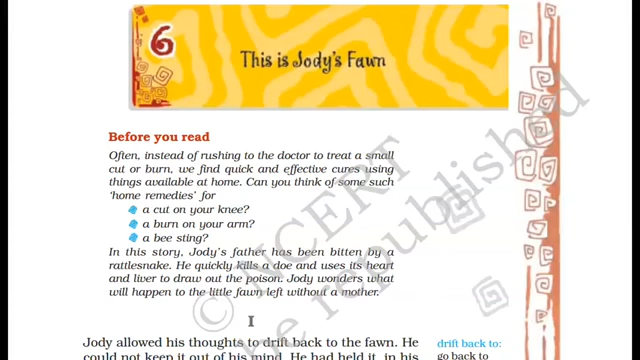 6
This is Jody's Fawn
Before you read
Often, instead of rushing to the doctor to treat a small
cut or burn, we find quick and effective cures using
things available at home. Can you think of some such
'home remedies' for
a cut on your knee?
a burn on your arm?
a bee sting?
In this story, Jody's father has been bitten by a
rattlesnake. He quickly kills a doe and uses its heart
and liver to draw out the poison. Jody wonders what
will happen to the little fawn left without a mother.
I
Jody allowed his thoughts to drift back to the fawn. He
could not keep it out of his mind. He had held it, in his
drift back to:
go back to
© NCERT
be republished